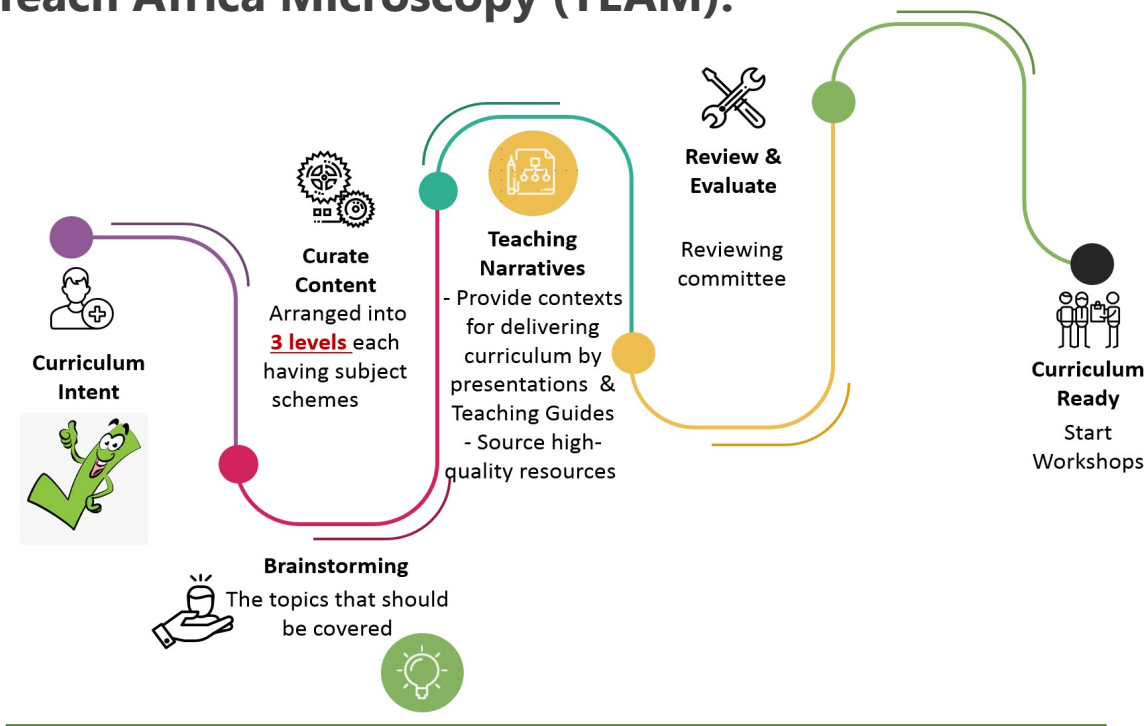 Teach Africa Microscopy (TEAM):
Curriculum
Intent
Brainstorming
The topics that should
be covered
Curate
Content
Arranged into
3 levels each
having subject
schemes
Teaching
Narratives
- Provide contexts
for delivering
curriculum by
presentations &
Teaching Guides
- Source high-
quality resources
Review &
Evaluate
Reviewing
committee
Curriculum
Ready
Start
Workshops